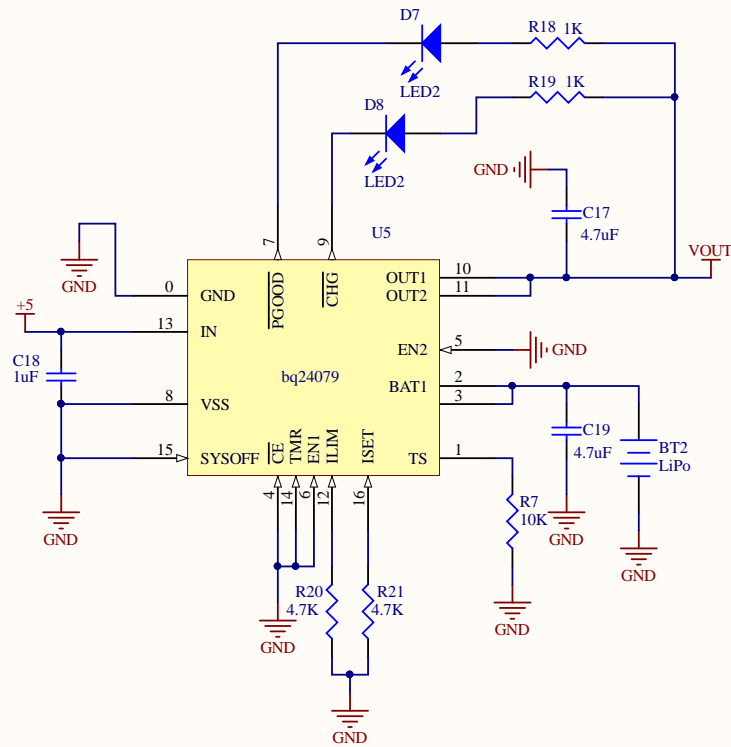 D7
R18 1K
LED2
R19 1K
D8
LED2
GND
C17
4.7uF
VOUT
U5
7
9
GND
0
GND
PGOOD
CHG
OUT1
10
OUT2
11
+5
13
IN
C18
1uF
EN2
5
GND
bq24079
BAT1
2
3
8
VSS
15
SYSOFF
CE
TMR
EN1
ILIM
ISET
TS
1
C19
4.7uF
BT2
LiPo
4
14
6
12
16
R7
10K
GND
GND
GND
R20
4.7K
R21
4.7K
GND
GND
GND